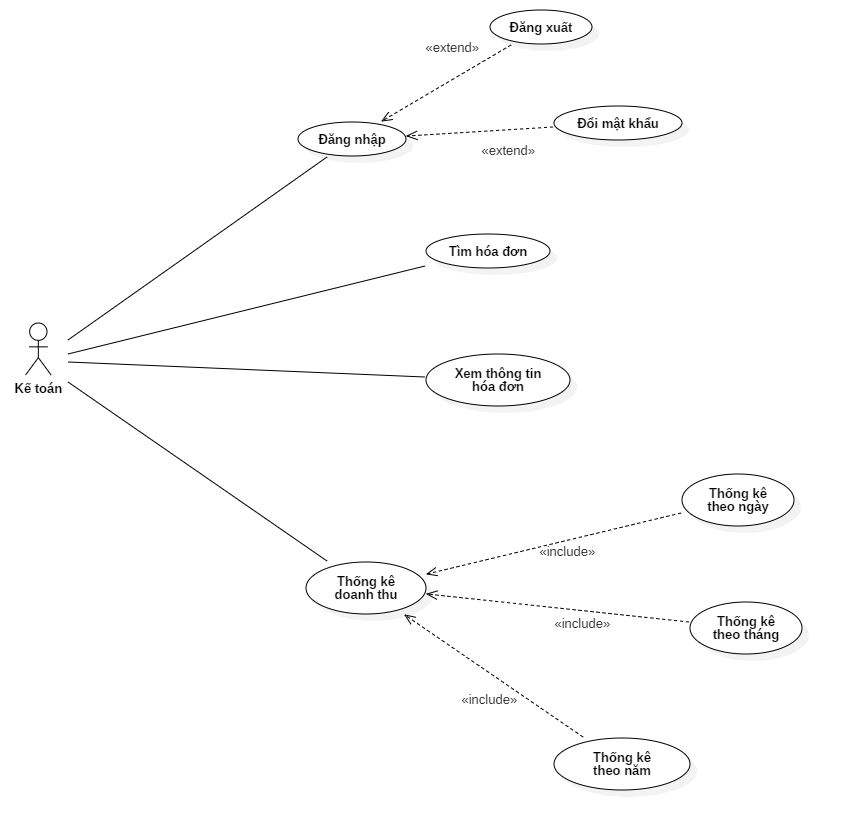 Đăng xuất
«extend»
Đổi mật khẩu
Đăng nhập
«extend»
Tìm hóa đơn
Xem thông tin
hóa đơn
Kế toán
Thống kê
theo ngày
«include»
Thống kê
doanh thu
Thống kê
theo tháng
«include»
«include»
Thống kê
theo năm